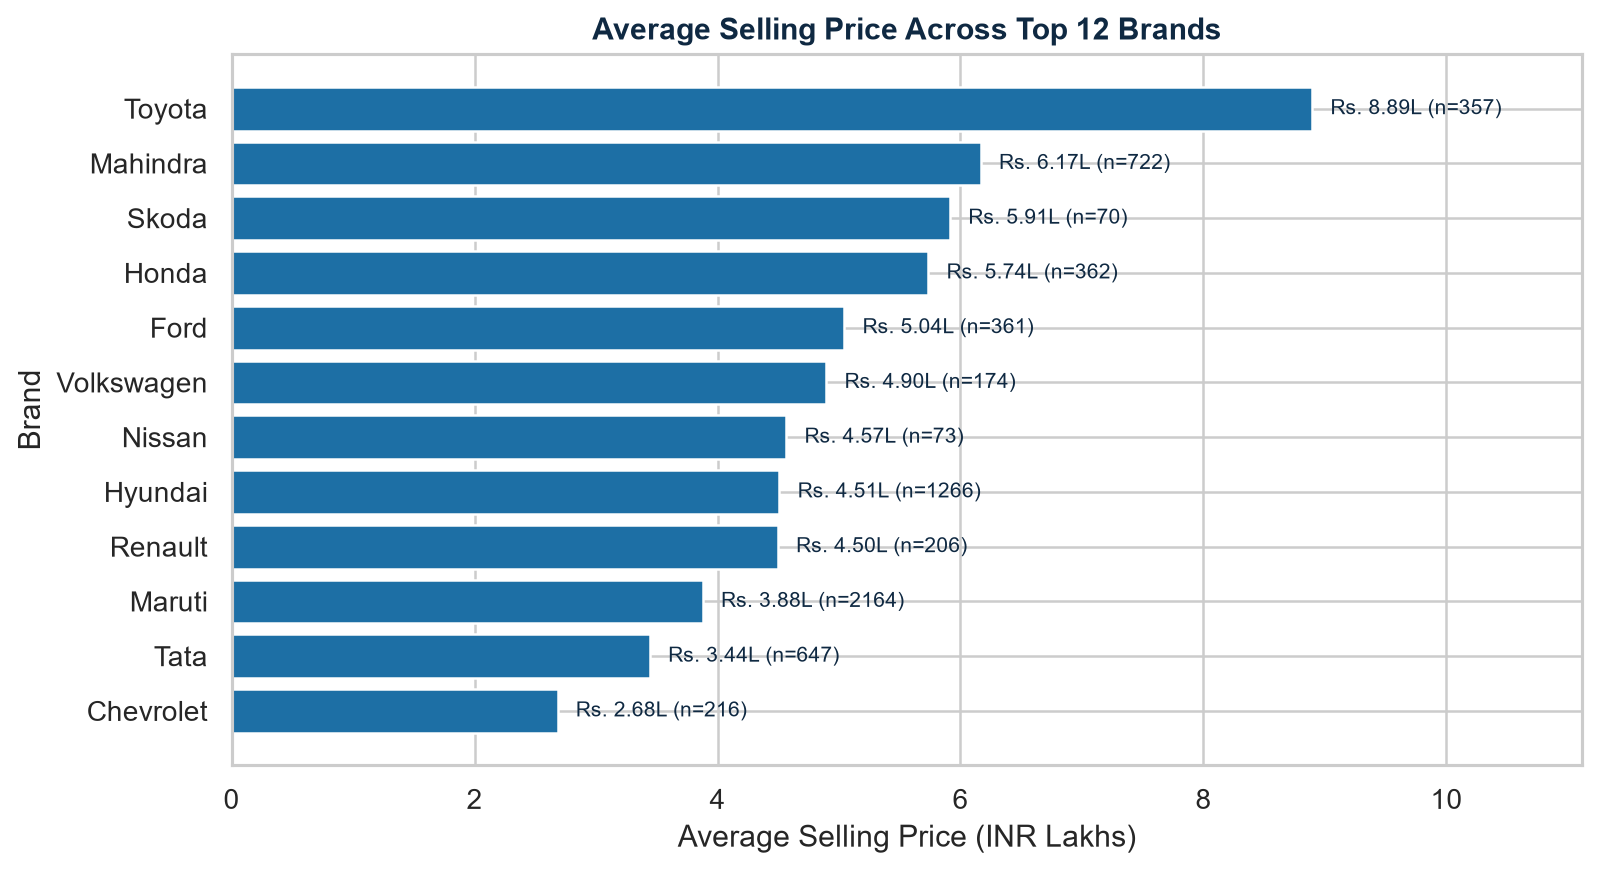 Average Selling Price Across Top 12 Brands
Brand
Toyota Rs. 8.89L (n=357)
Mahindra Rs. 6.17L (n=722)
Skoda Rs. 5.91L (n=70)
Honda Rs. 5.74L (n=362)
Ford Rs. 5.04L (n=361)
Volkswagen Rs. 4.90L (n=174)
Nissan Rs. 4.57L (n=73)
Hyundai Rs. 4.51L (n=1266)
Renault Rs. 4.50L (n=206)
Maruti Rs. 3.88L (n=2164)
Tata Rs. 3.44L (n=647)
Chevrolet Rs. 2.68L (n=216)
0 2 4 6 8 10
Average Selling Price (INR Lakhs)